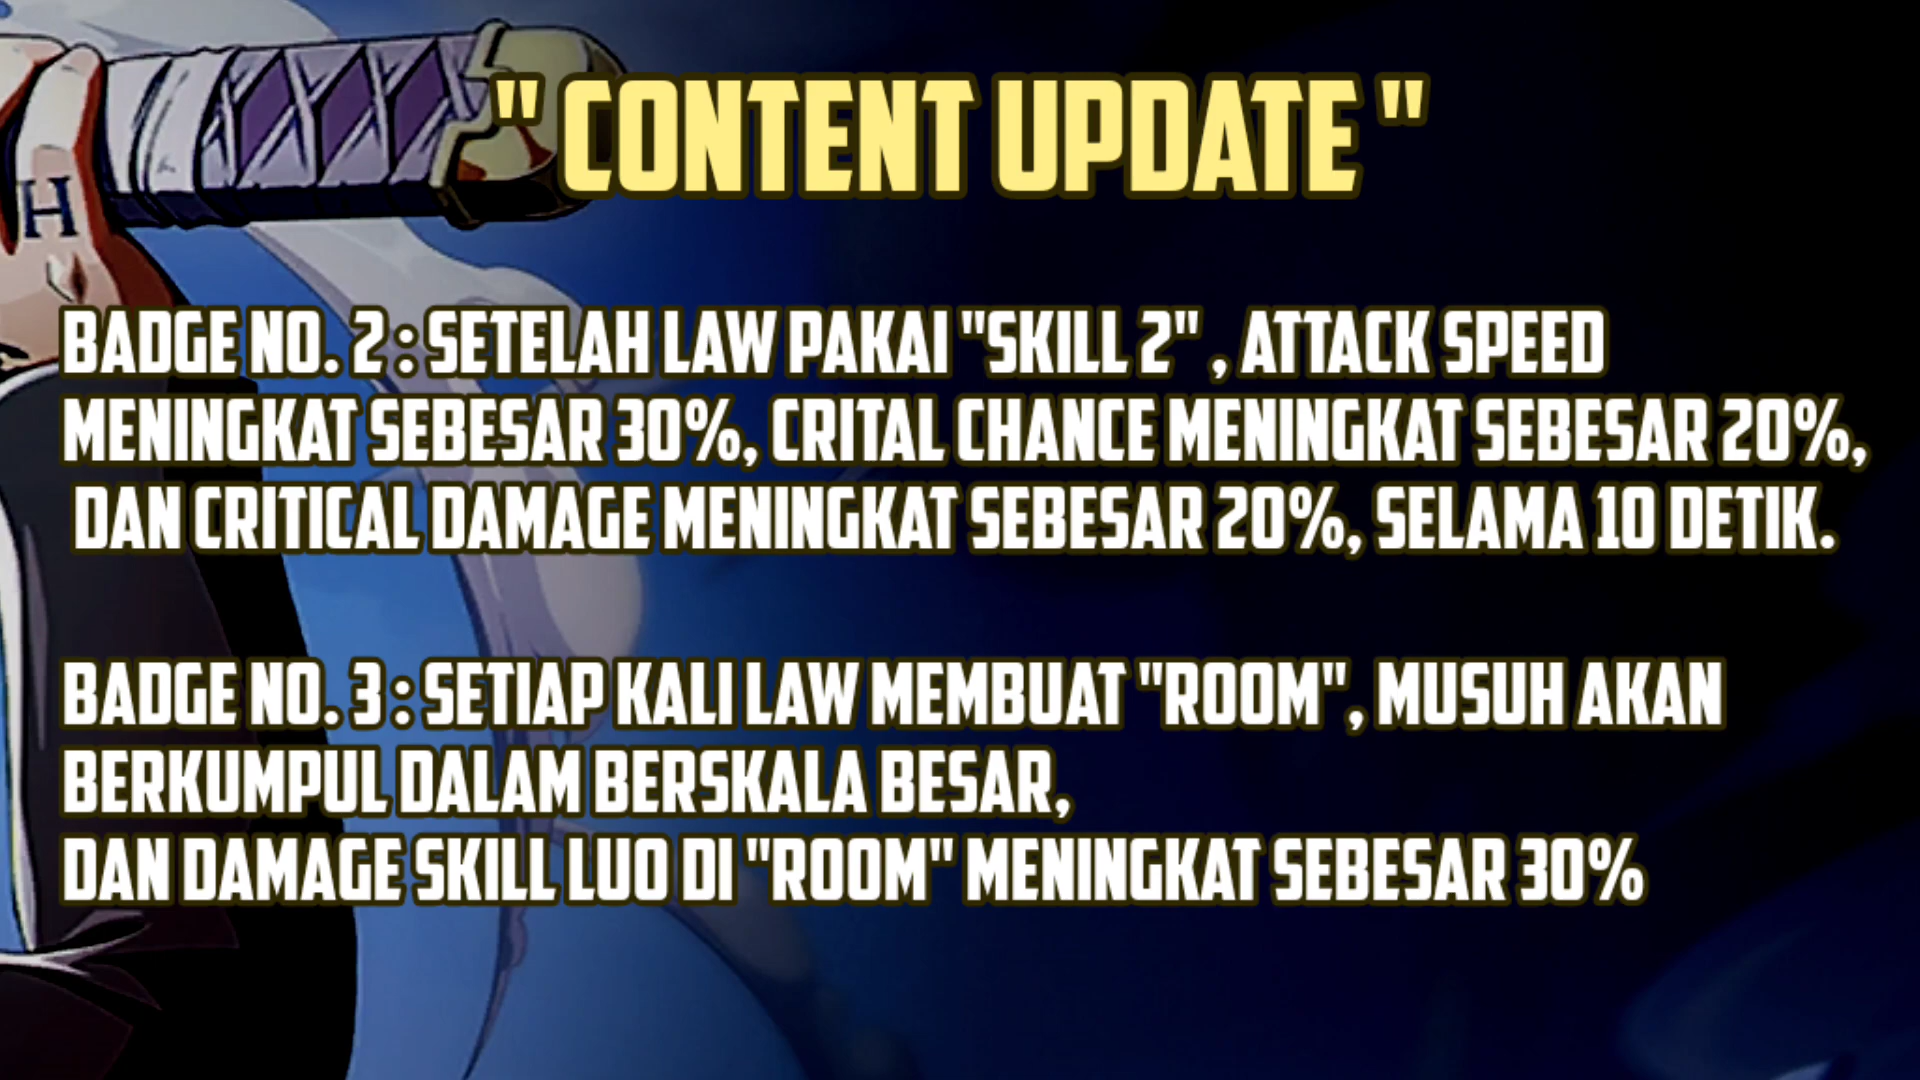 " CONTENT UPDATE "
H
BADGE NO. 2 : SETELAH LAW PAKAI "SKILL 2" , ATTACK SPEED
MENINGKAT SEBESAR 30%, CRITAL CHANCE MENINGKAT SEBESAR 20%,
DAN CRITICAL DAMAGE MENINGKAT SEBESAR 20%, SELAMA 10 DETIK.
BADGE NO. 3 : SETIAP KALI LAW MEMBUAT "ROOM", MUSUH AKAN
BERKUMPUL DALAM BERSKALA BESAR,
DAN DAMAGE SKILL LUO DI "ROOM" MENINGKAT SEBESAR 30%